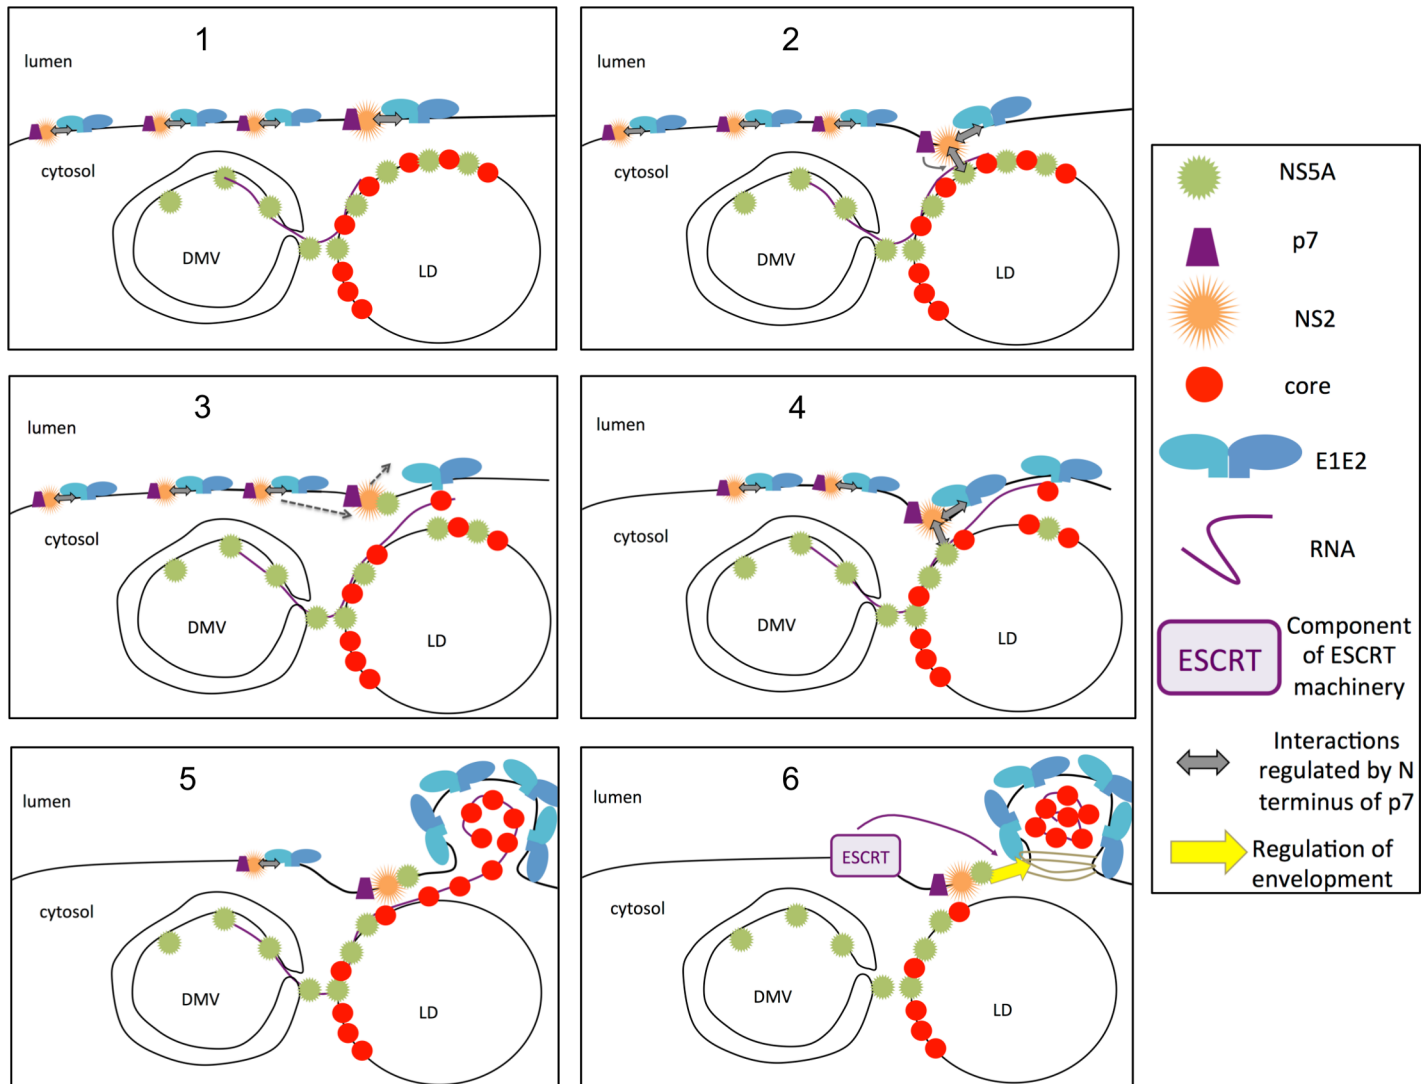 1
lumen
cytosol
DMV
LD
2
lumen
cytosol
DMV
LD
3
lumen
cytosol
DMV
LD
4
lumen
cytosol
DMV
LD
5
lumen
cytosol
DMV
LD
6
lumen
ESCRT
cytosol
DMV
LD
NS5A
p7
NS2
core
E1E2
RNA
ESCRT
Component
of ESCRT
machinery
Interactions
regulated by N
terminus of p7
Regulation of
envelopment